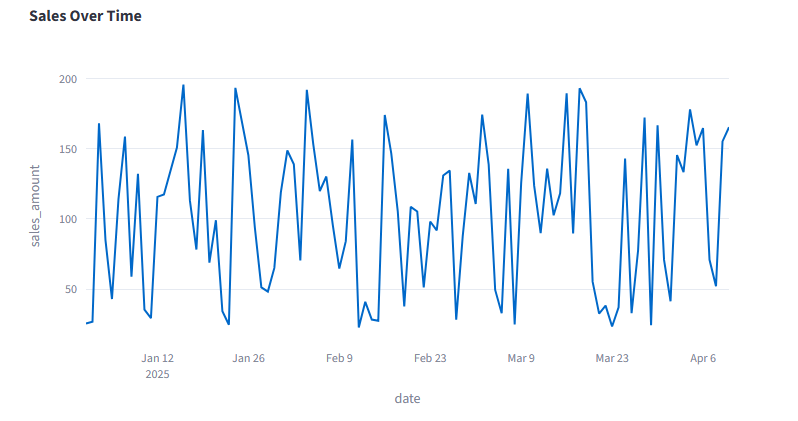 Sales Over Time
200
150
100
50
sales_amount
Jan 12 Jan 26 Feb 9 Feb 23 Mar 9 Mar 23 Apr 6
2025
date